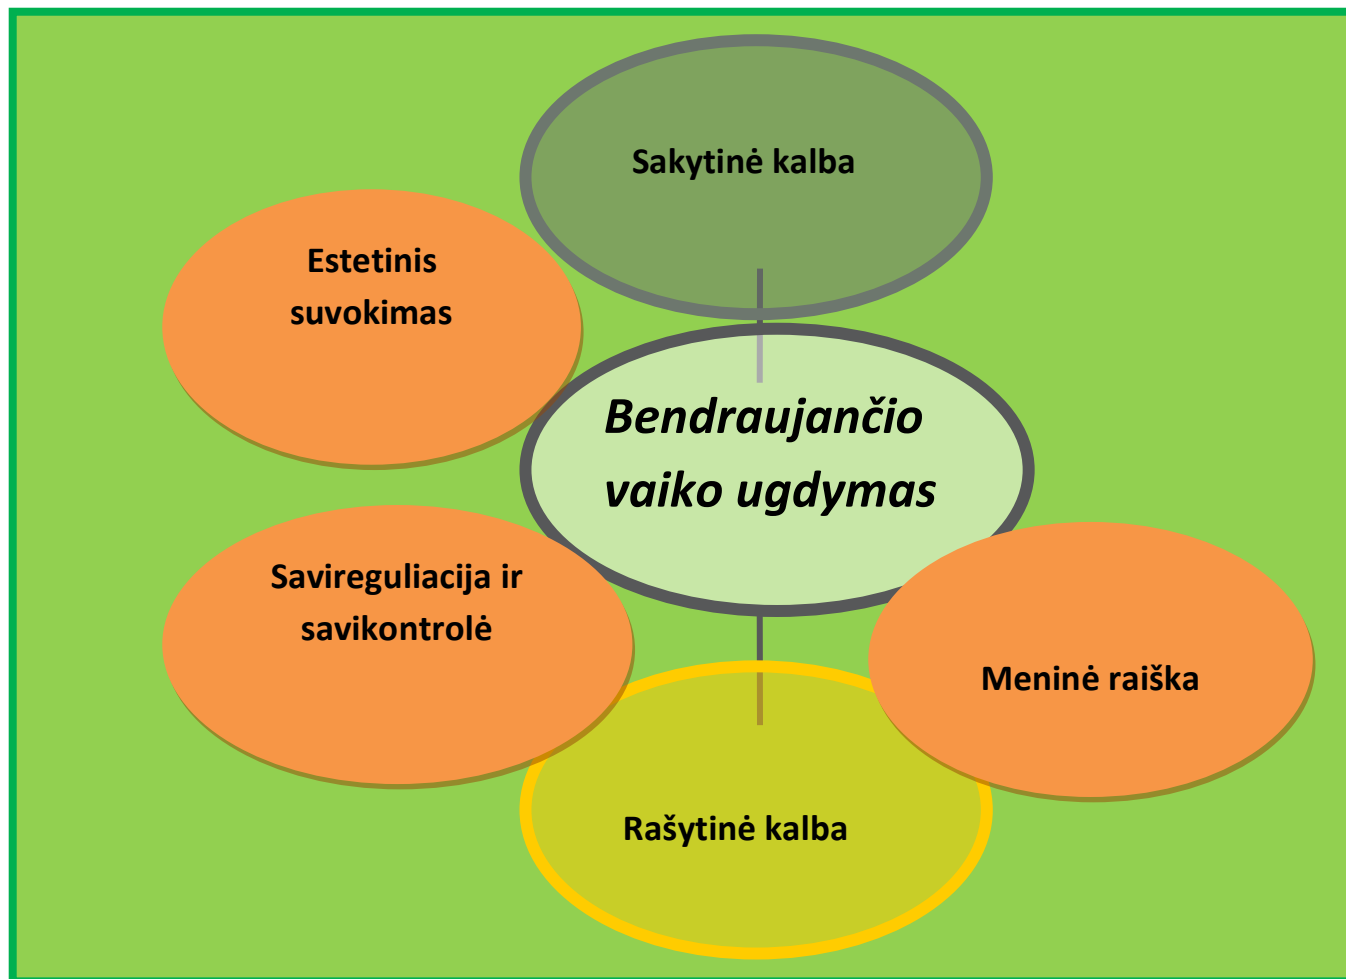 Sakytinė kalba
Estetinis
suvokimas
Bendraujančio
vaiko ugdymas
Savireguliacija ir
savikontrolė
Meninė raiška
Rašytinė kalba